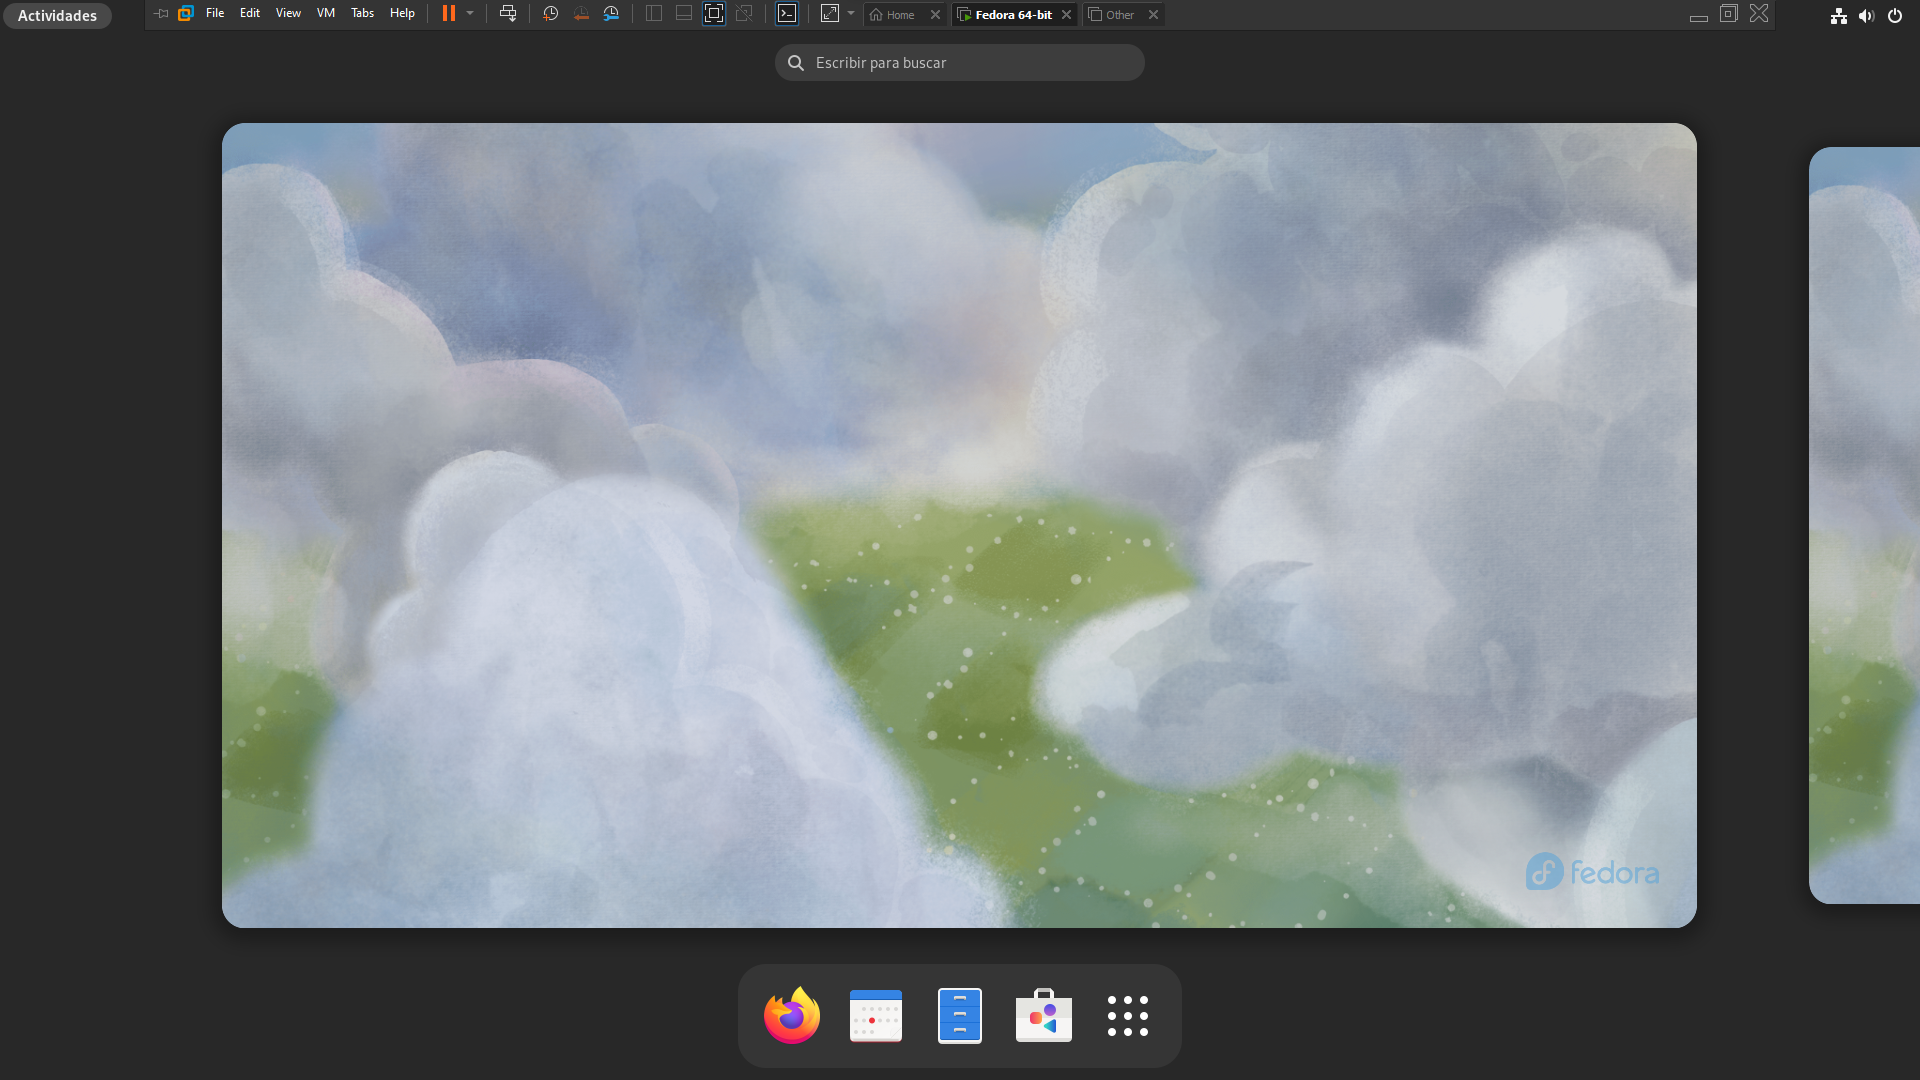 Actividades
File Edit View VM Tabs Help
Home Fedora 64-bit Other
Escribir para buscar
fedora